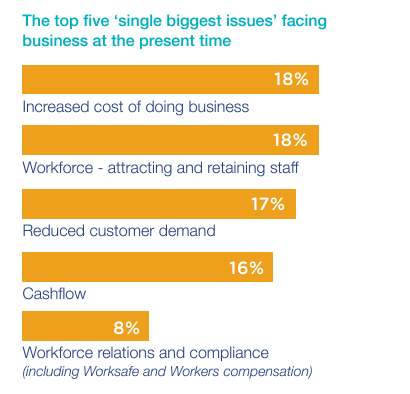 The top five ‘single biggest issues’ facing
business at the present time
18%
Increased cost of doing business
18%
Workforce - attracting and retaining staff
17%
Reduced customer demand
16%
Cashflow
8%
Workforce relations and compliance
(including Worksafe and Workers compensation)